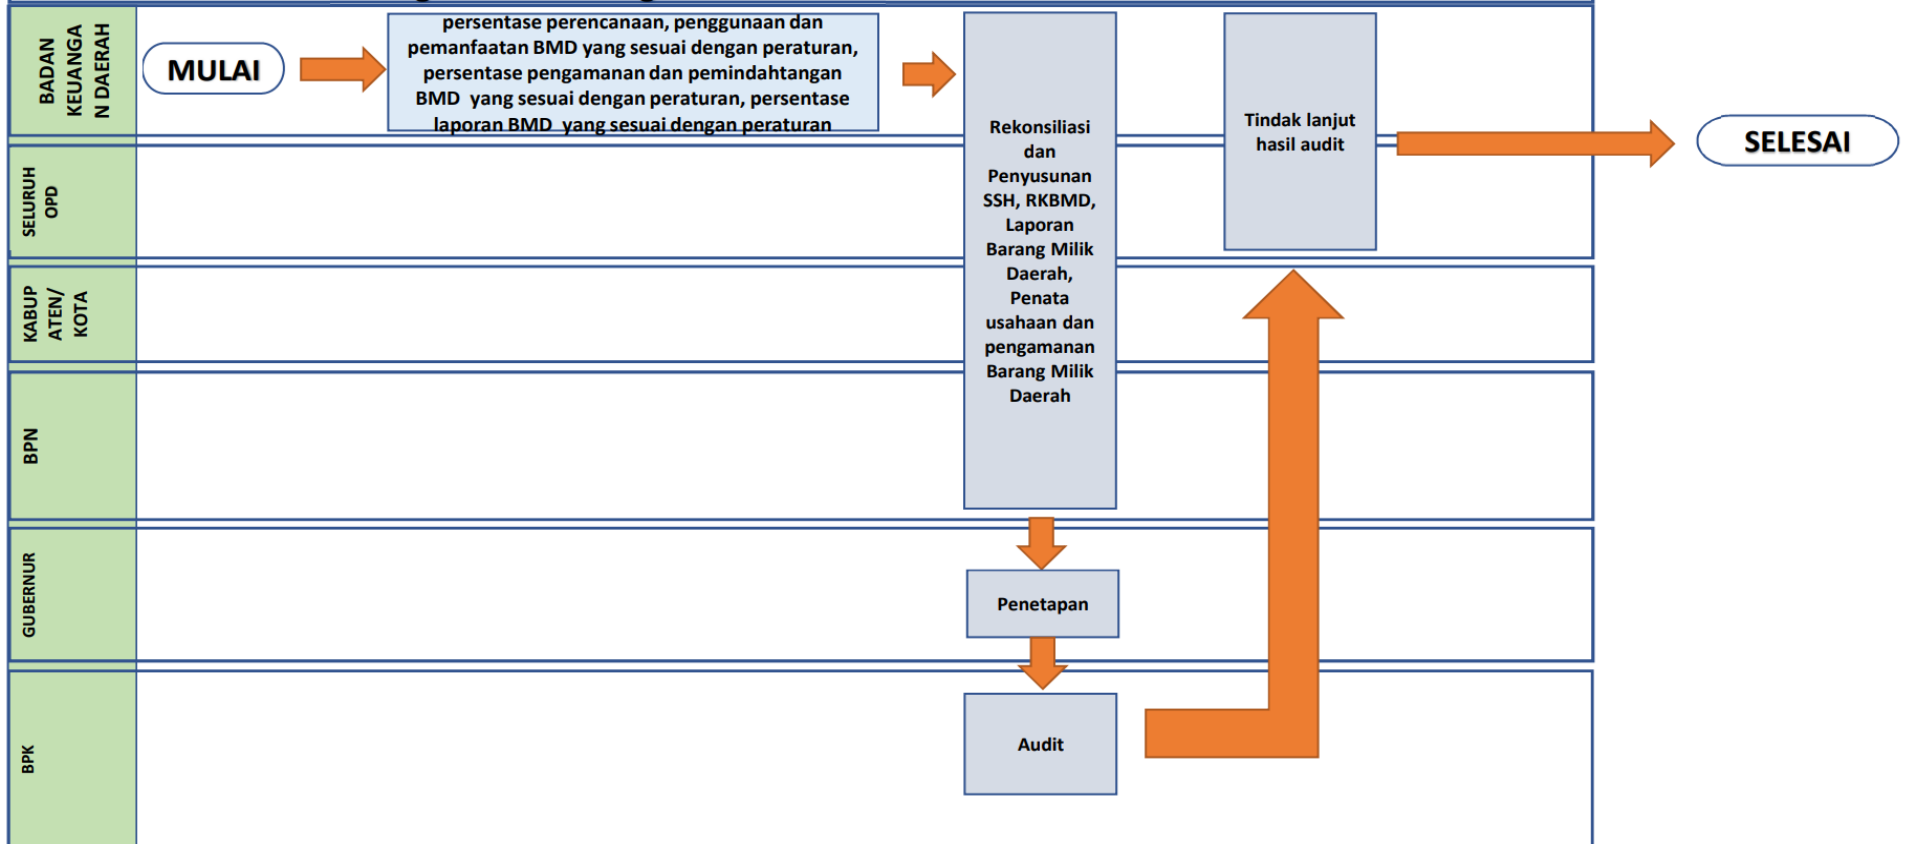 BADAN
KEUANGA
N DAERAH
MULAI
persentase perencanaan, penggunaan dan
pemanfaatan BMD yang sesuai dengan peraturan,
persentase pengamanan dan pemindahtangan
BMD yang sesuai dengan peraturan, persentase
laporan BMD yang sesuai dengan peraturan
Rekonsiliasi
dan
Penyusunan
SSH, RKBMD,
Laporan
Barang Milik
Daerah,
Penata
usahaan dan
pengamanan
Barang Milik
Daerah
Tindak lanjut
hasil audit
SELESAI
SELURUH
OPD
KABUP
ATEN/
KOTA
BPN
GUBERNUR
Penetapan
BPK
Audit